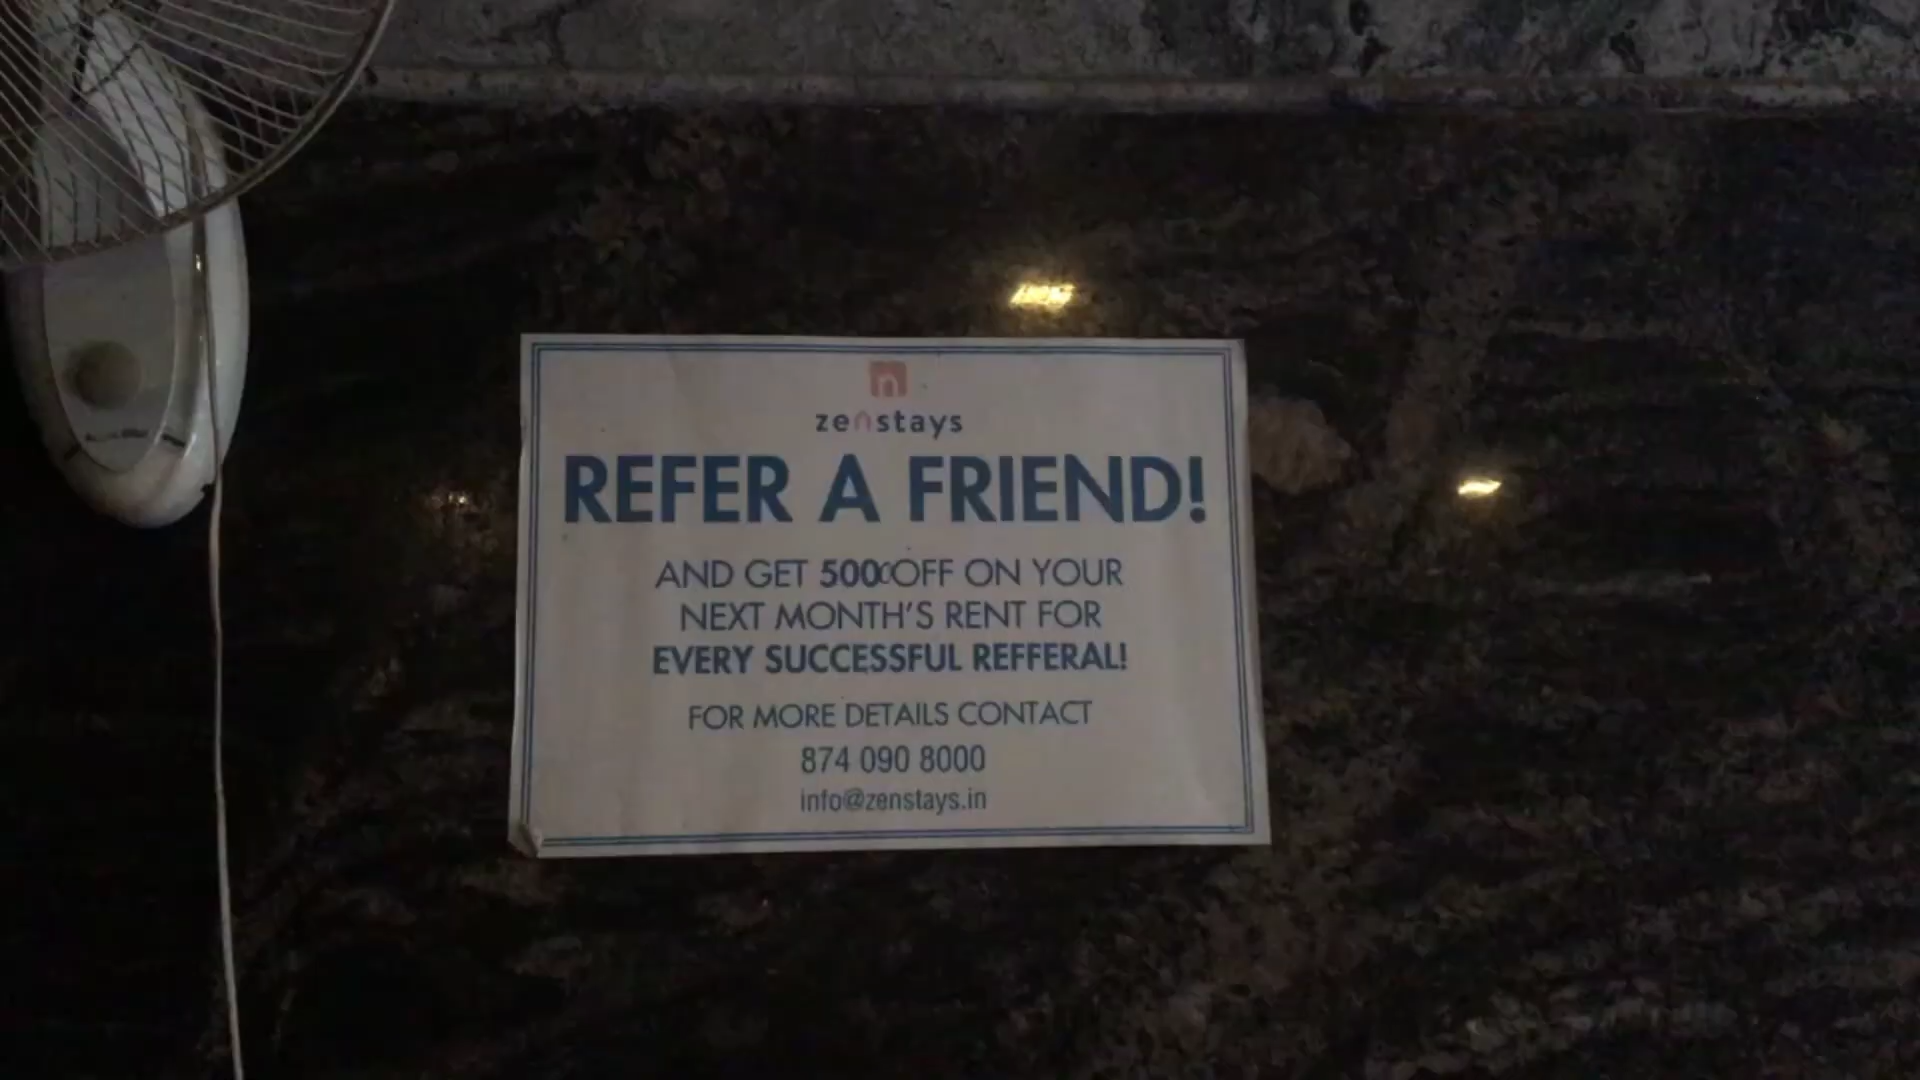 n
zenstays
REFER A FRIEND!
AND GET 5000 OFF ON YOUR
NEXT MONTH'S RENT FOR
EVERY SUCCESSFUL REFFERAL!
FOR MORE DETAILS CONTACT
874 090 8000
info@zenstays.in